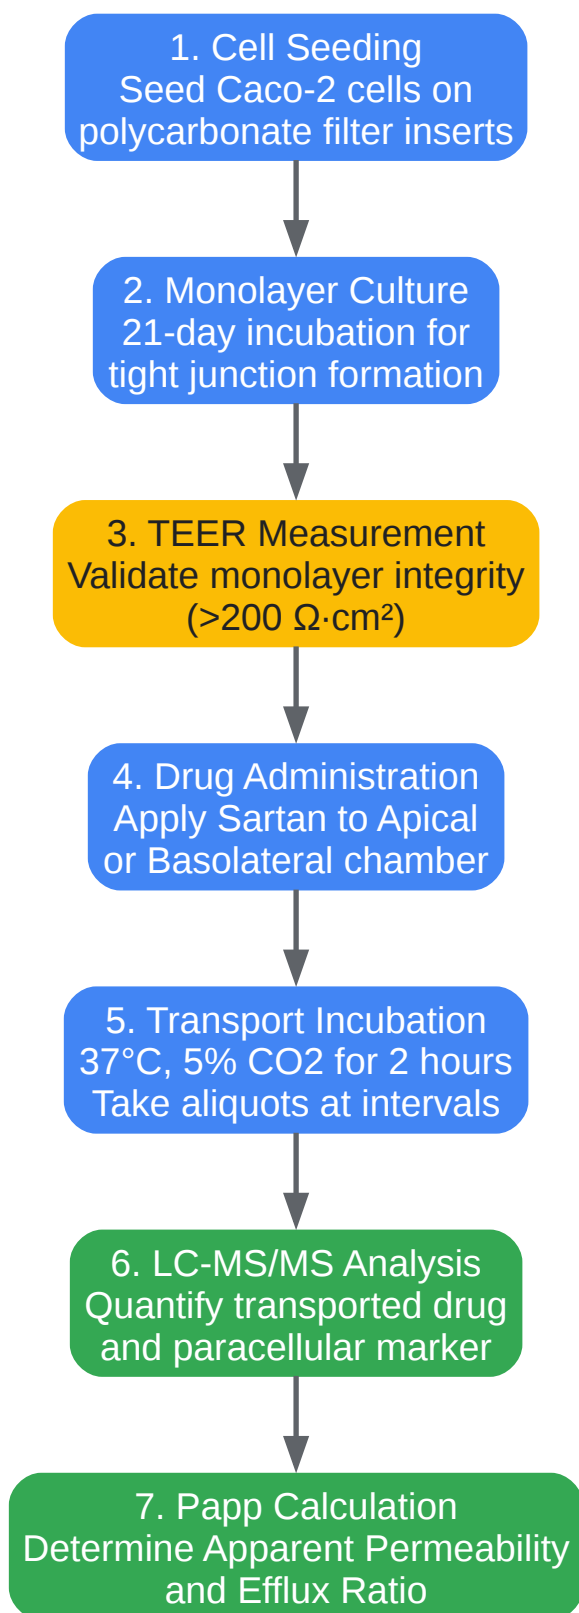 1. Cell Seeding
Seed Caco-2 cells on
polycarbonate filter inserts
2. Monolayer Culture
21-day incubation for
tight junction formation
3. TEER Measurement
Validate monolayer integrity
(>200 Ω·cm²)
4. Drug Administration
Apply Sartan to Apical
or Basolateral chamber
5. Transport Incubation
37°C, 5% CO2 for 2 hours
Take aliquots at intervals
6. LC-MS/MS Analysis
Quantify transported drug
and paracellular marker
7. Papp Calculation
Determine Apparent Permeability
and Efflux Ratio